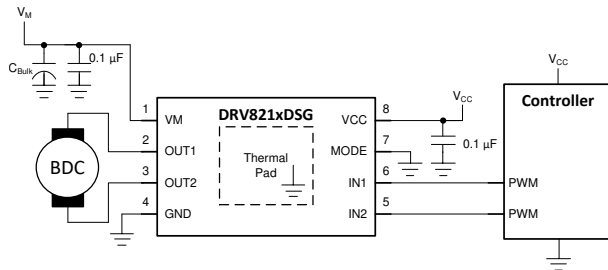 VM
CBulk
0.1 µF
DRV821xDSG
1
VM
2
OUT1
3
OUT2
4
GND
Thermal
Pad
8
VCC
7
MODE
6
IN1
5
IN2
BDC
VCC
0.1 µF
VCC
Controller
PWM
PWM